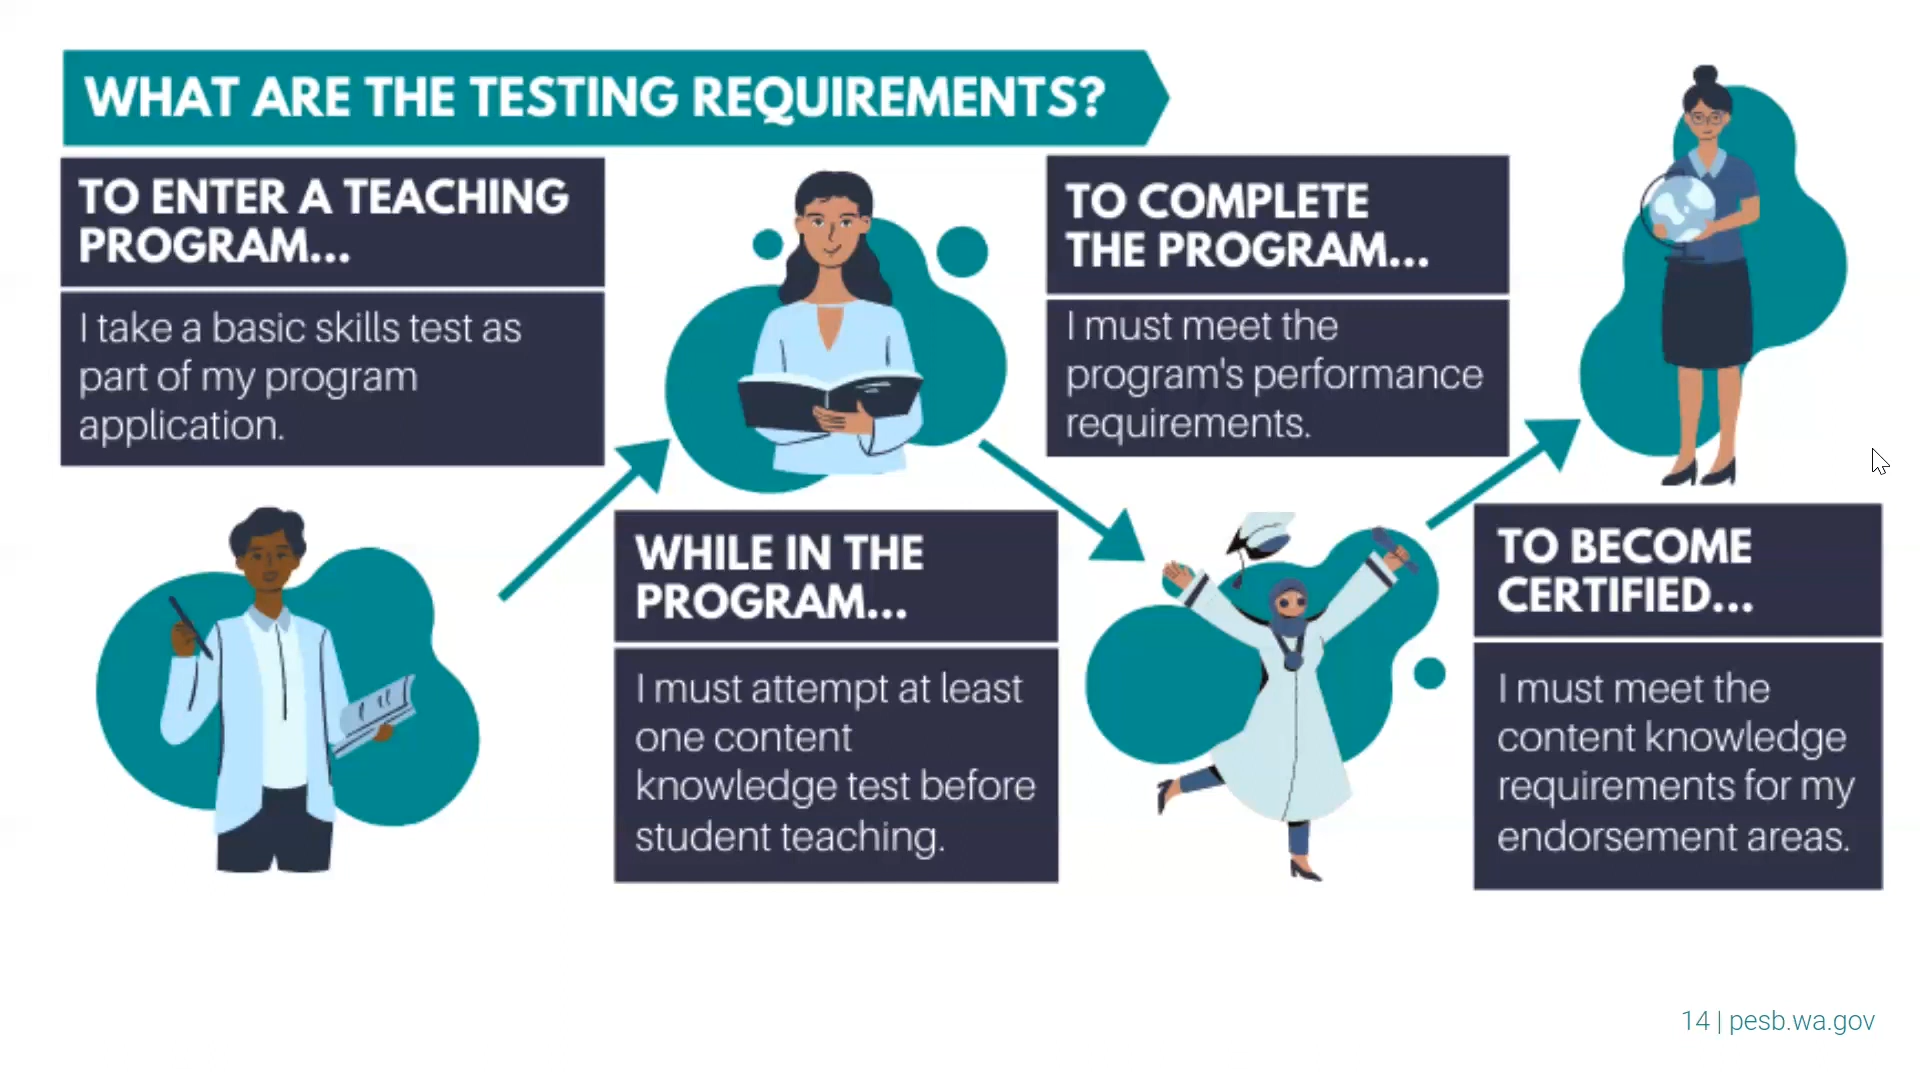 WHAT ARE THE TESTING REQUIREMENTS?
TO ENTER A TEACHING
PROGRAM...
I take a basic skills test as
part of my program
application.
WHILE IN THE
PROGRAM...
I must attempt at least
one content
knowledge test before
student teaching.
TO COMPLETE
THE PROGRAM...
I must meet the
program's performance
requirements.
TO BECOME
CERTIFIED...
I must meet the
content knowledge
requirements for my
endorsement areas.
14 | pesb.wa.gov